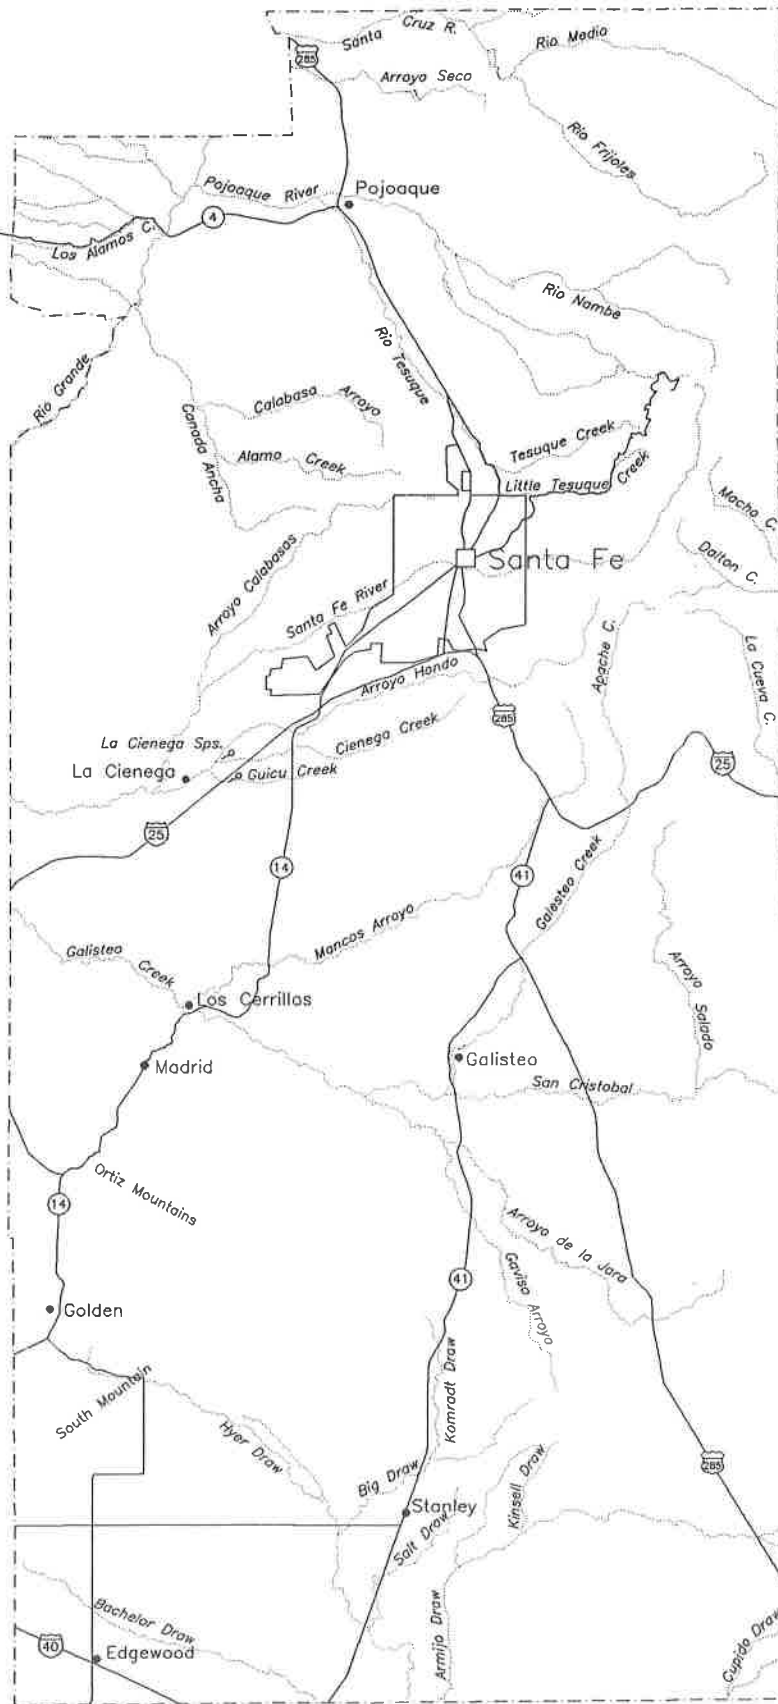 Santa Cruz R.
Rio Medio
285
Arroyo Seco
Rio Frijoles
Pojoaque River
Pojoaque
4
Los Alamos C.
Rio Nambe
Rio Grande
Rio Tesuque
Canada Ancha
Calabasa Arroyo
Tesuque Creek
Alamo Creek
Little Tesuque Creek
Macho C.
Dalton C.
Arroyo Calabasas
Santa Fe
Santa Fe River
Apache C.
La Cueva C.
Arroyo Hondo
285
Cienega Creek
La Cienega Sps.
25
La Cienega
Guicu Creek
25
14
41
Galesteo Creek
Mancos Arroyo
Galisteo Creek
Arroyo Salado
Los Cerrillos
Madrid
Galisteo
San Cristobal
Ortiz Mountains
14
Arroyo de la Jara
Gaviso Arroyo
41
Golden
South Mountain
Komradt Draw
Hyer Draw
Big Draw
285
Kinsell Draw
Stanley
Salt Draw
Bachelor Draw
Armijo Draw
40
Edgewood
Cupido Draw